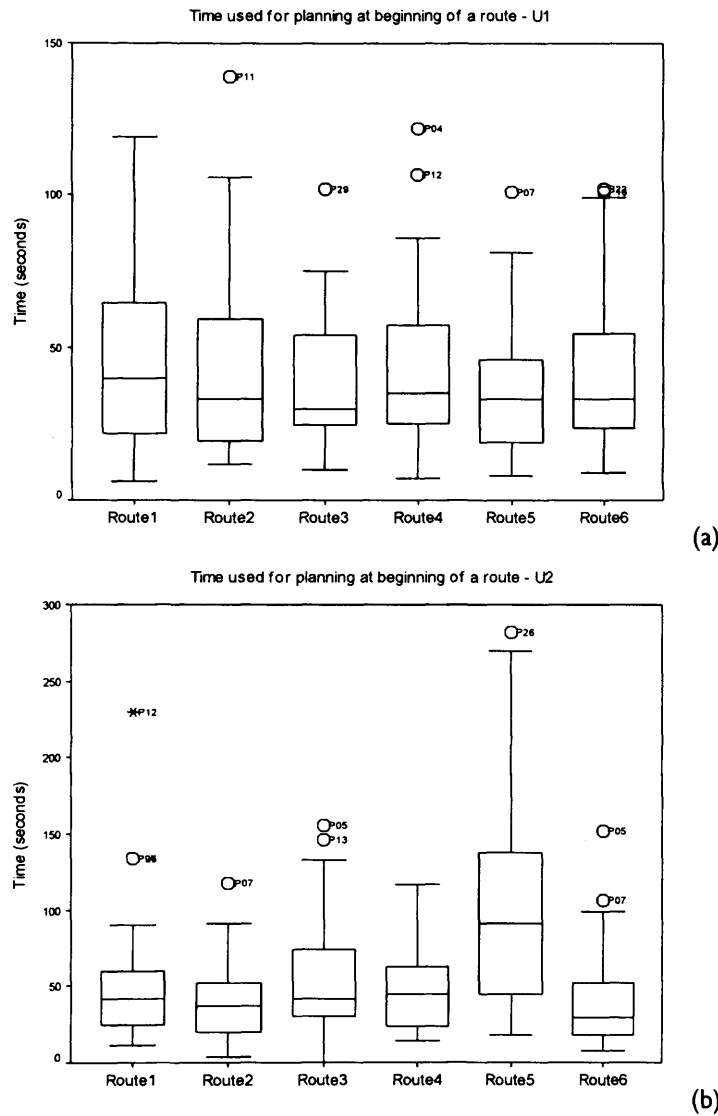 Time used for planning at beginning of a route - U1
Time (seconds)
150
100
50
0
P11
P29
P04
P12
P07
Route1 Route2 Route3 Route4 Route5 Route6
(a)
Time used for planning at beginning of a route - U2
Time (seconds)
300
250
200
150
100
50
0
P12
P07
P05
P13
P26
P05
P07
Route1 Route2 Route3 Route4 Route5 Route6
(b)